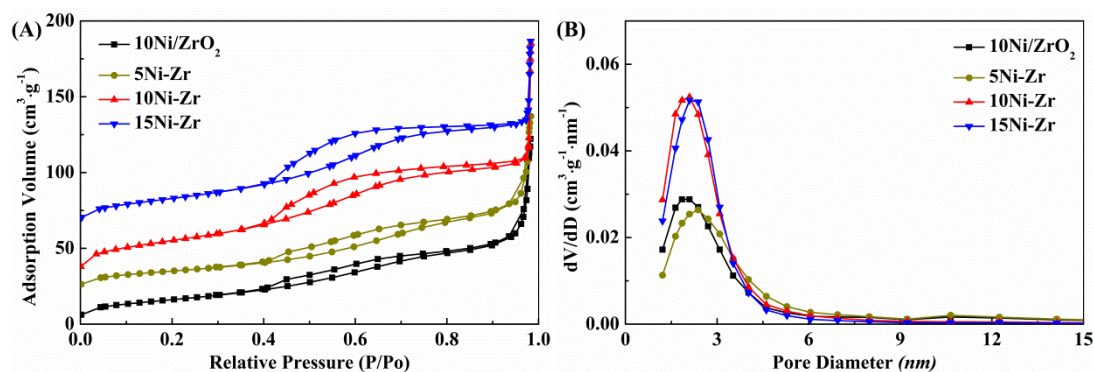 (A)
10Ni/ZrO₂
5Ni-Zr
10Ni-Zr
15Ni-Zr
Adsorption Volume (cm³·g⁻¹)
200
150
100
50
0
0.0 0.2 0.4 0.6 0.8 1.0
Relative Pressure (P/Po)
(B)
10Ni/ZrO₂
5Ni-Zr
10Ni-Zr
15Ni-Zr
dV/dD (cm³·g⁻¹·nm⁻¹)
0.06
0.04
0.02
0.00
0 3 6 9 12 15
Pore Diameter (nm)